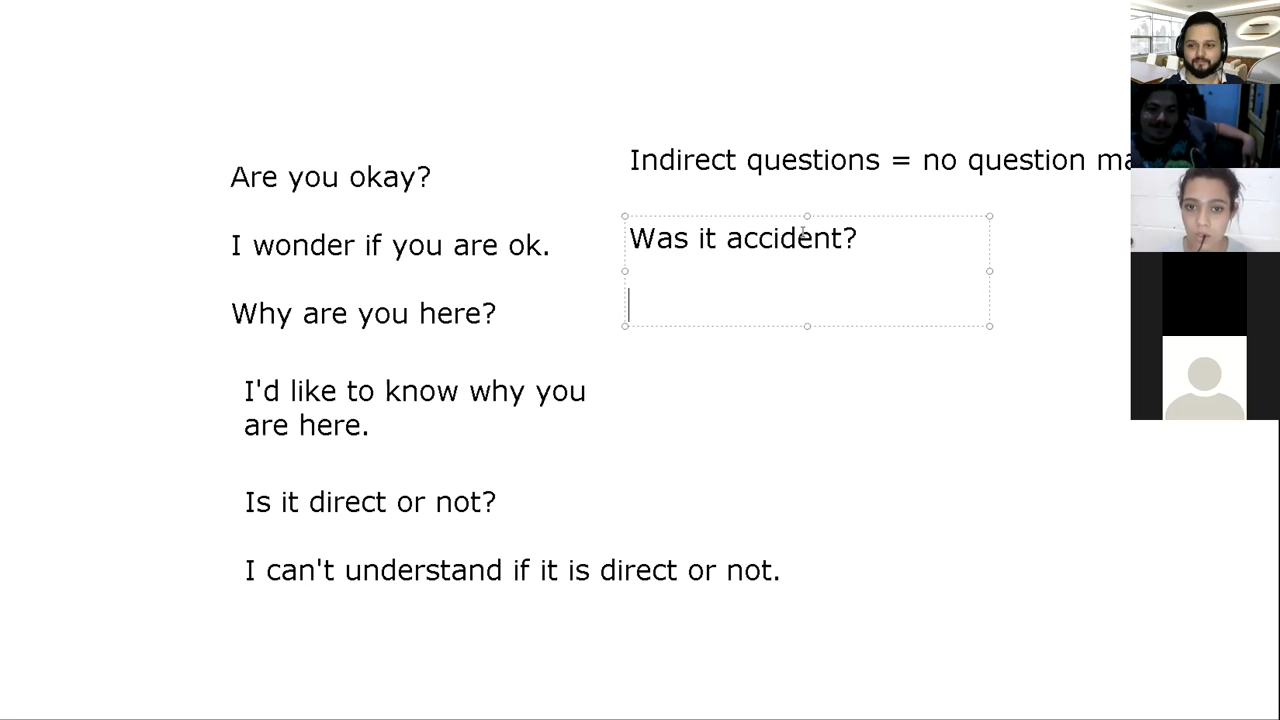 Are you okay?
I wonder if you are ok.
Why are you here?
I'd like to know why you
are here.
Is it direct or not?
I can't understand if it is direct or not.
Indirect questions = no question
Was it accident?